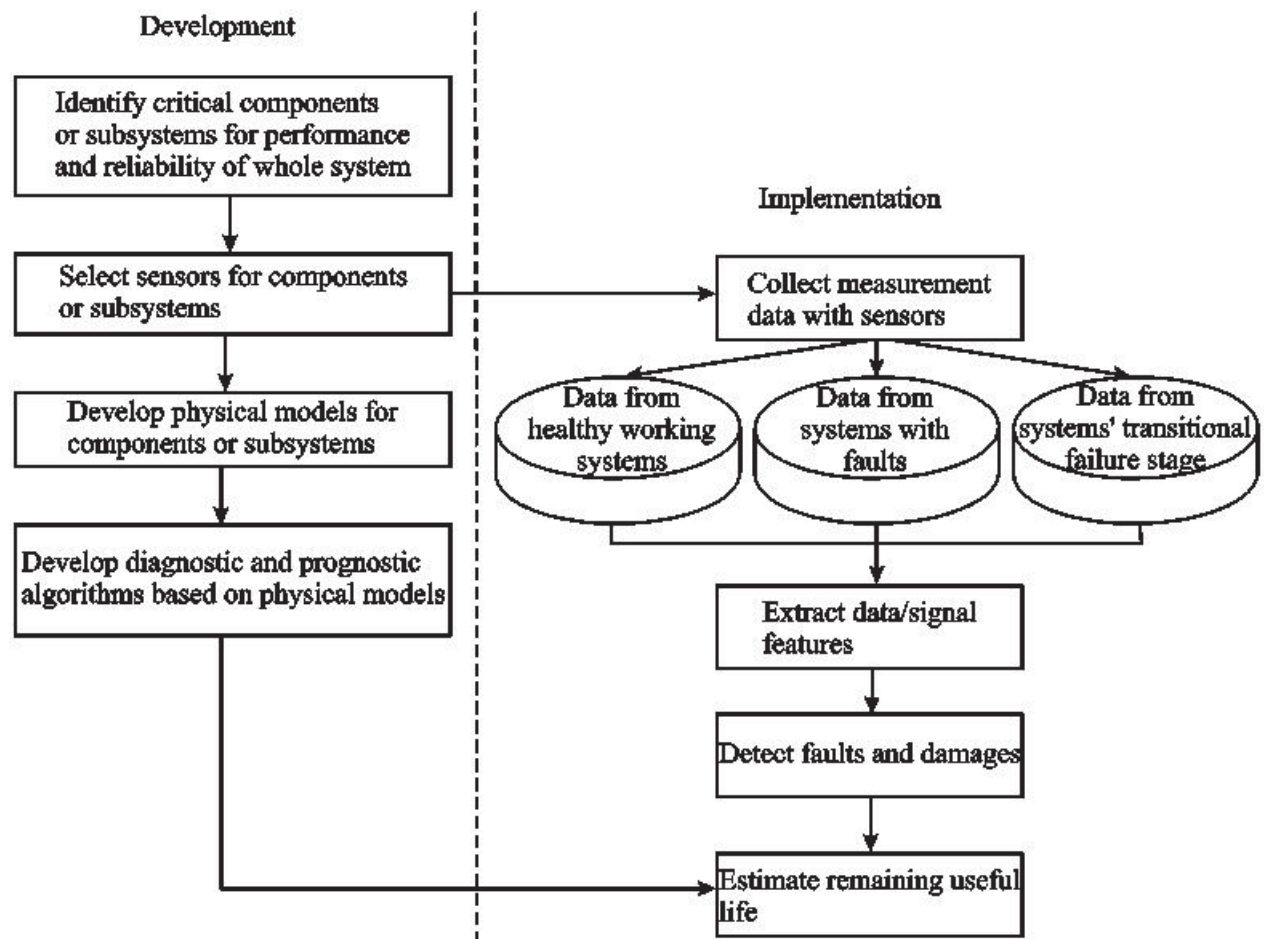 Development
Identify critical components
or subsystems for performance
and reliability of whole system
Select sensors for components
or subsystems
Develop physical models for
components or subsystems
Develop diagnostic and prognostic
algorithms based on physical models
Implementation
Collect measurement
data with sensors
Data from
healthy working
systems
Data from
systems with
faults
Data from
systems' transitional
failure stage
Extract data/signal
features
Detect faults and damages
Estimate remaining useful
life